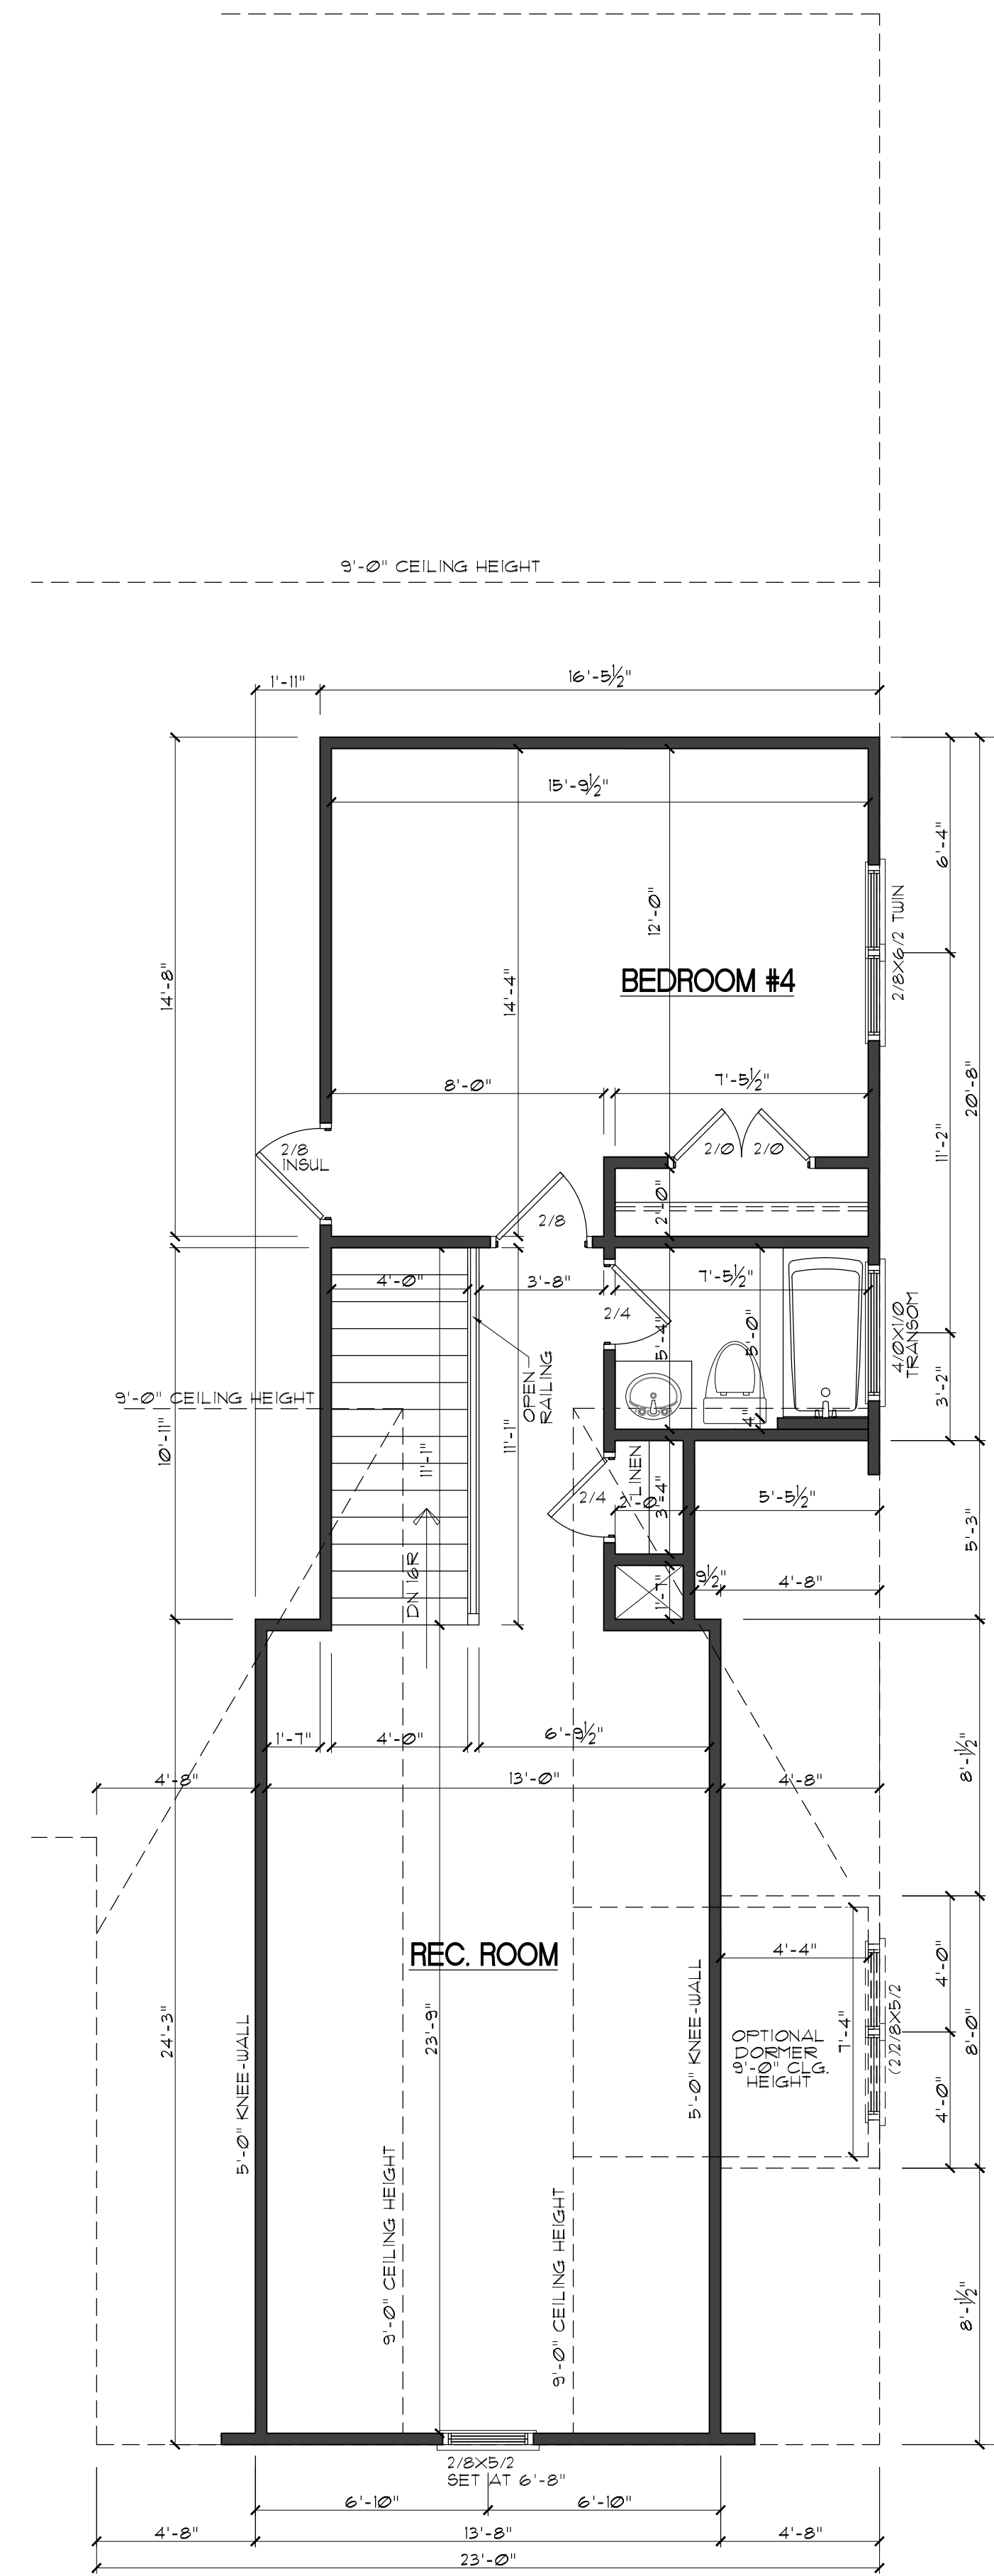 9'-0" CEILING HEIGHT
1'-11"
16'-5½"
15'-9½"
6'-4"
12'-0"
2/8X6/2 TWIN
BEDROOM #4
14'-8"
14'-4"
8'-0"
7'-5½"
20'-8"
11'-2"
2/8
INSUL
2/0
2/0
2'-0"
2/8
4'-0"
3'-8"
7'-5½"
2/4
5'-4"
5'-0"
4/0X1/0
TRANSOM
3'-2"
OPEN
RAILING
9'-0" CEILING HEIGHT
10'-11"
11'-1"
11'-1"
4"
LINEN
2/4
2'-0"
3'-4"
5'-5½"
5'-3"
DN 16R
1'-7"
9½"
4'-8"
1'-7"
4'-0"
6'-9½"
8'-1½"
4'-8"
13'-0"
4'-8"
REC. ROOM
4'-4"
4'-0"
24'-3"
23'-9"
5'-0" KNEE-WALL
5'-0" KNEE-WALL
OPTIONAL
DORMER
9'-0" CLG.
HEIGHT
7'-4"
(2)2/8X5/2
8'-0"
4'-0"
9'-0" CEILING HEIGHT
9'-0" CEILING HEIGHT
8'-1½"
2/8X5/2
SET AT 6'-8"
6'-10"
6'-10"
4'-8"
13'-8"
4'-8"
23'-0"